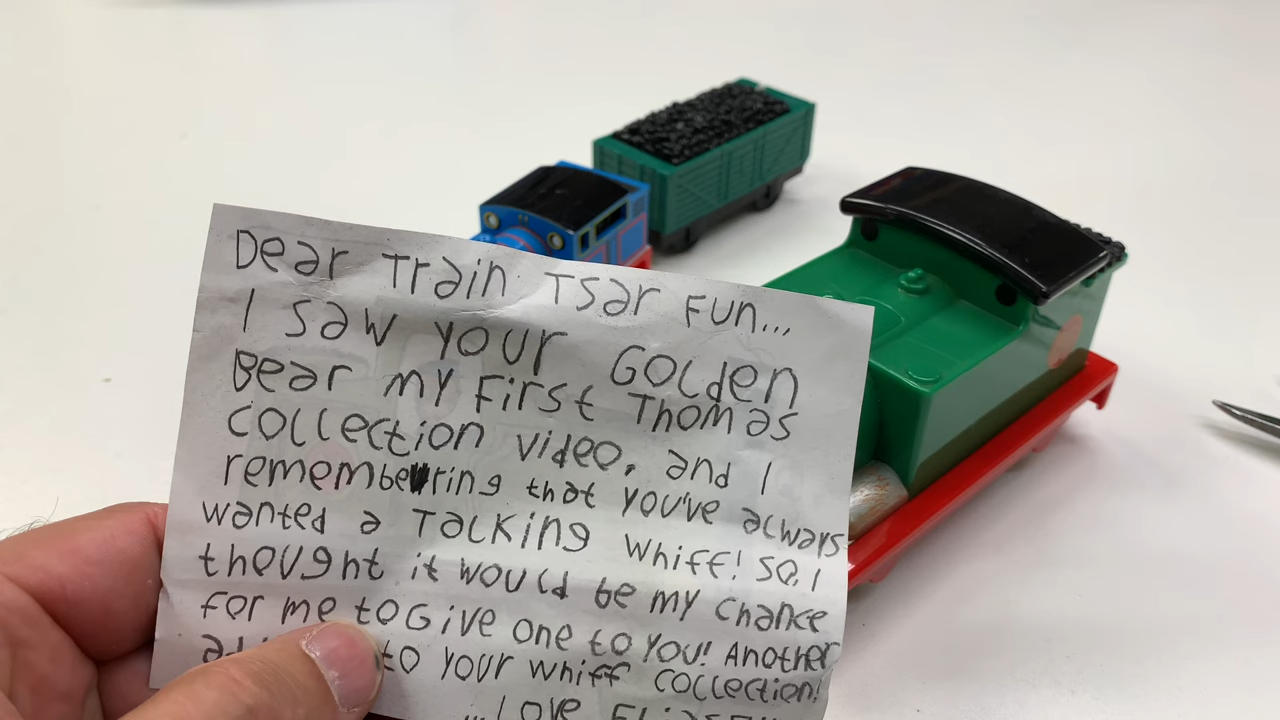 Dear Train Tsar Fun...
I saw your Golden
Bear my First Thomas
collection video, and I
remembering that you've always
wanted a Talking Whiff! So, I
thought it would be my chance
for me to Give one to you! Another
to your Whiff collection!
...Love